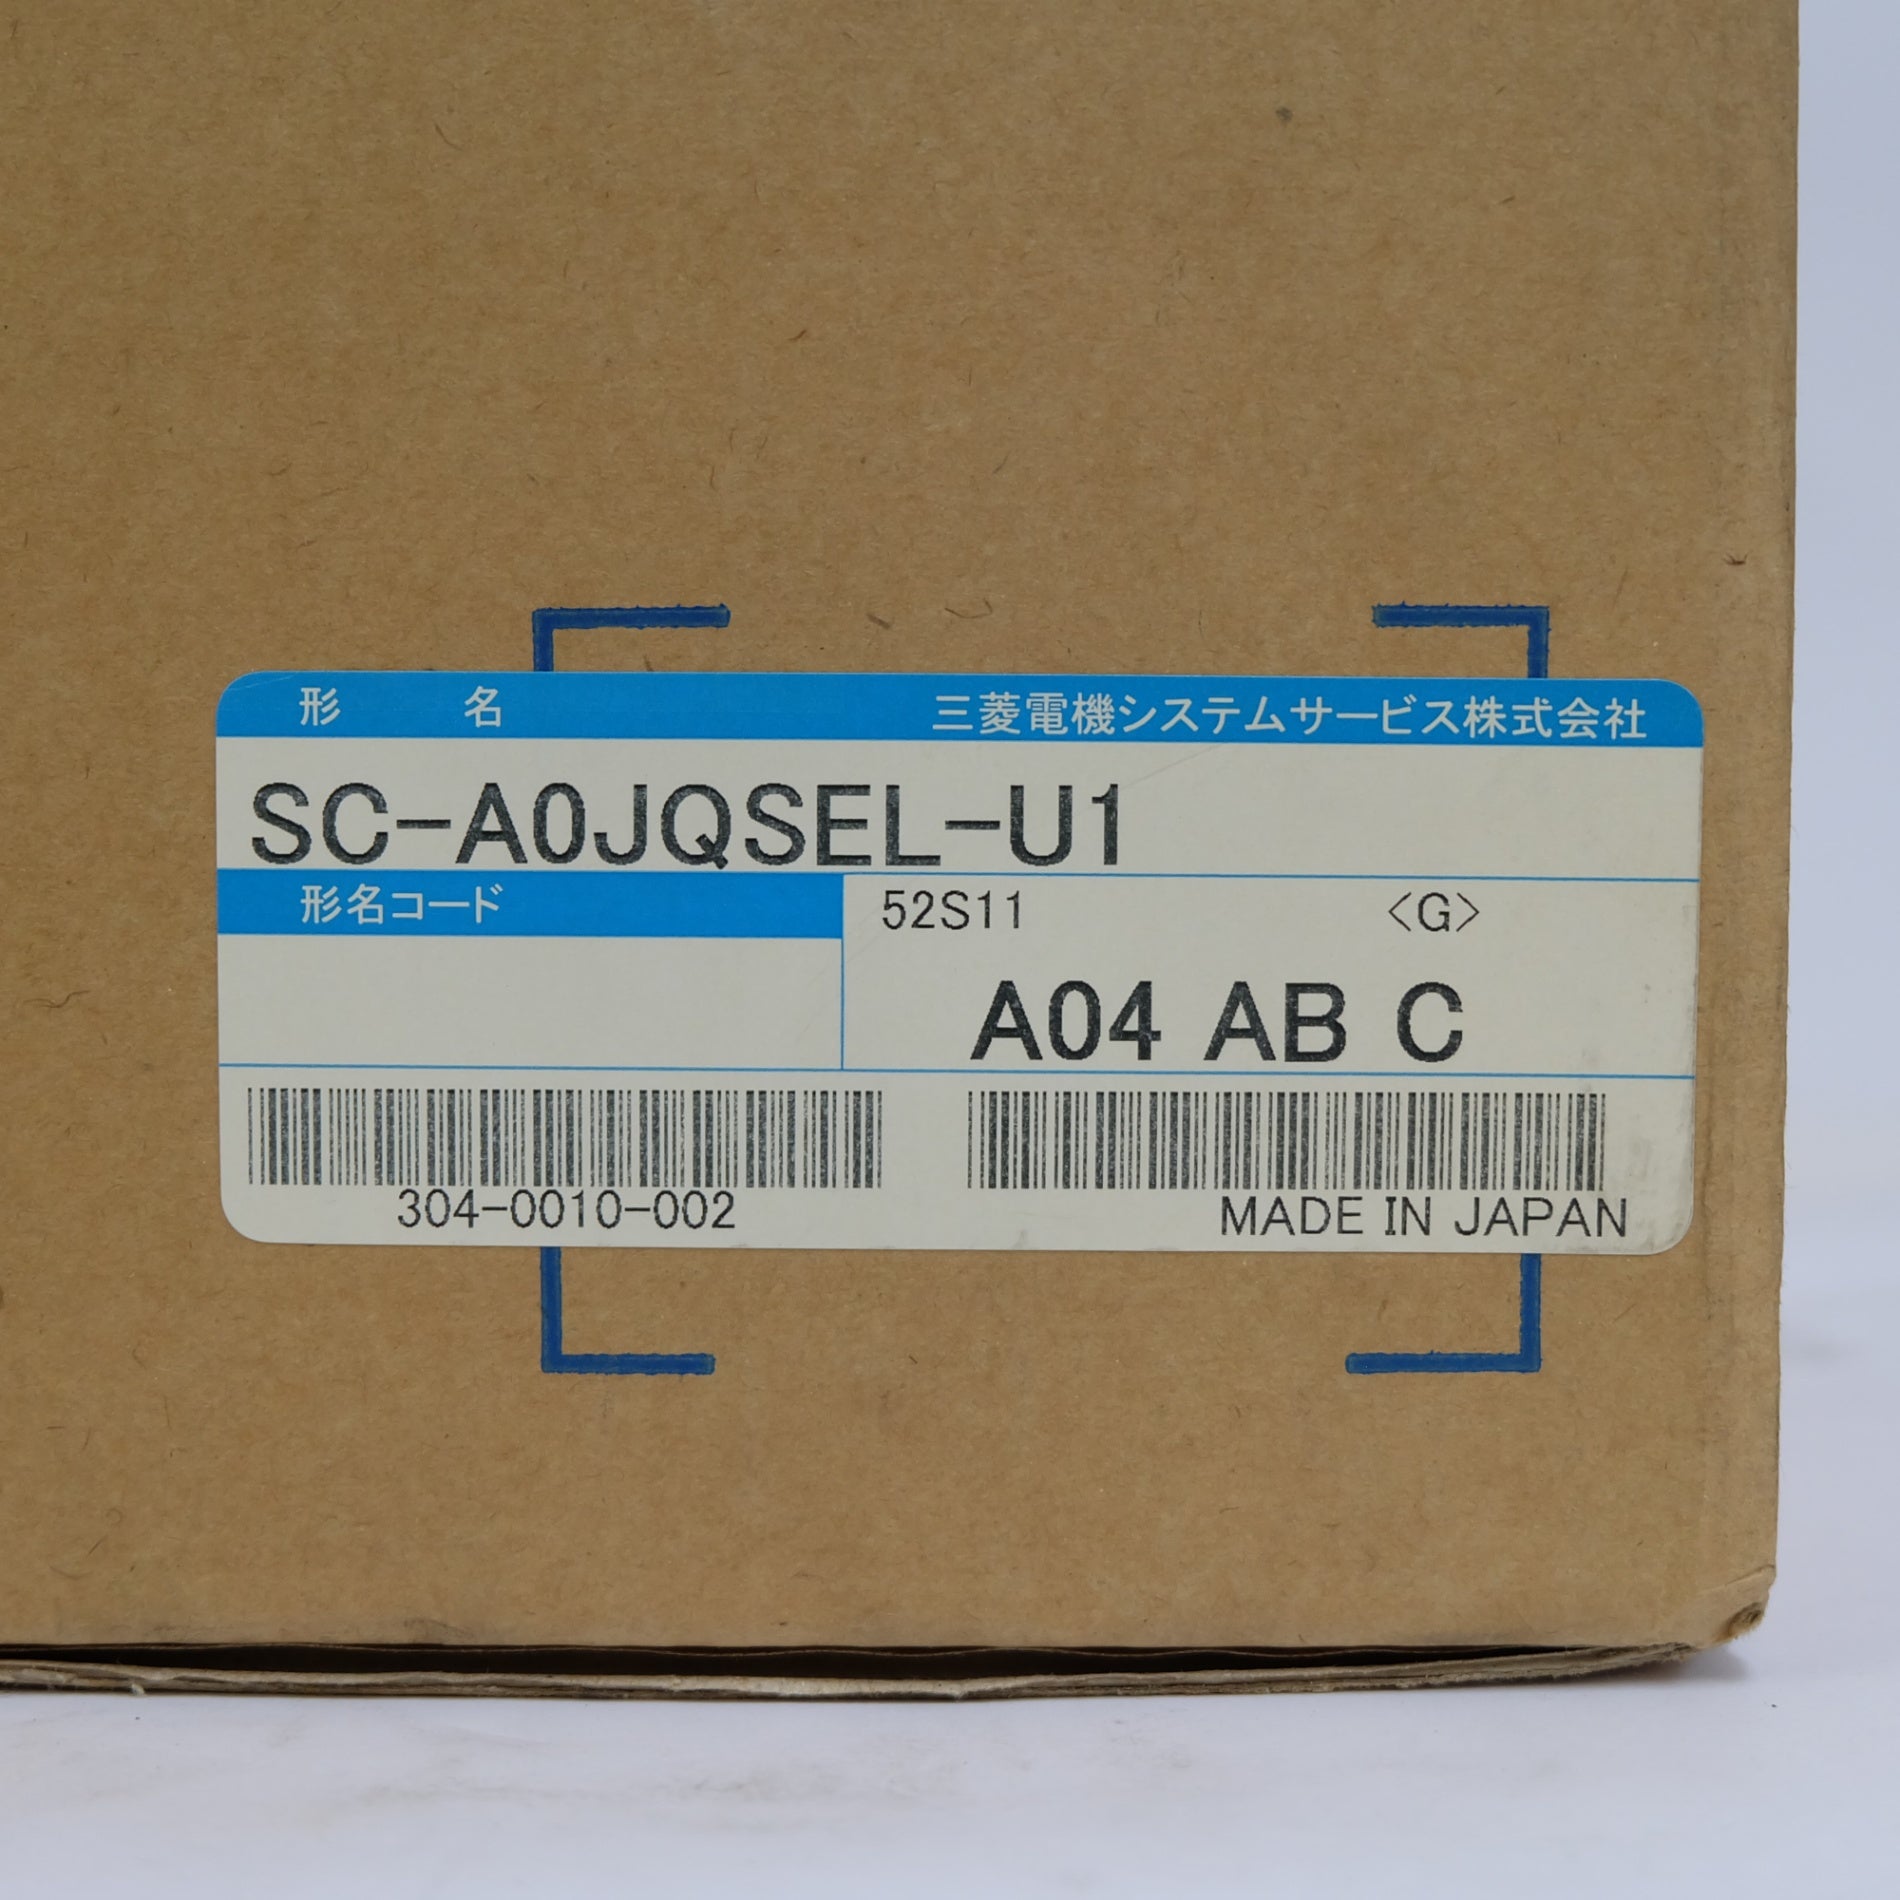 形 名 三菱電機システムサービス株式会社
SC-A0JQSEL-U1
形名コード 52S11 <G>
A04 AB C
304-0010-002 MADE IN JAPAN